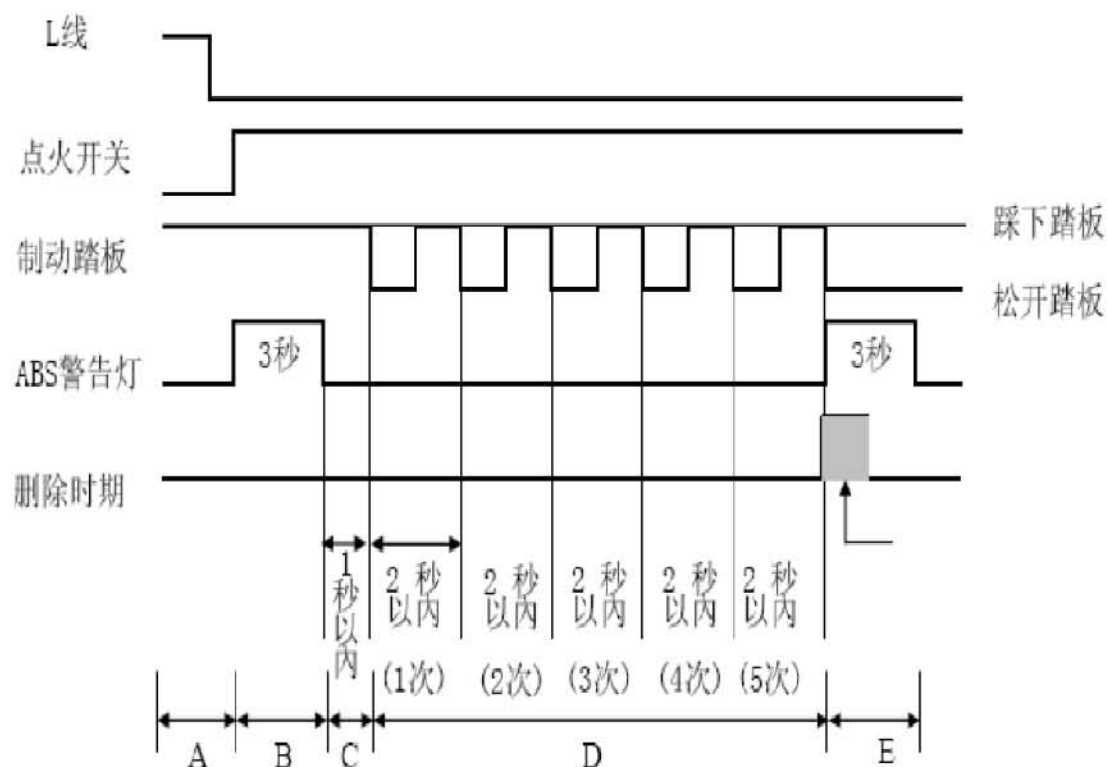 L线
点火开关
制动踏板
踩下踏板
松开踏板
ABS警告灯
3秒
3秒
删除时期
1秒以内
2 秒以内
(1次)
2 秒以内
(2次)
2 秒以内
(3次)
2 秒以内
(4次)
2 秒以内
(5次)
A
B
C
D
E